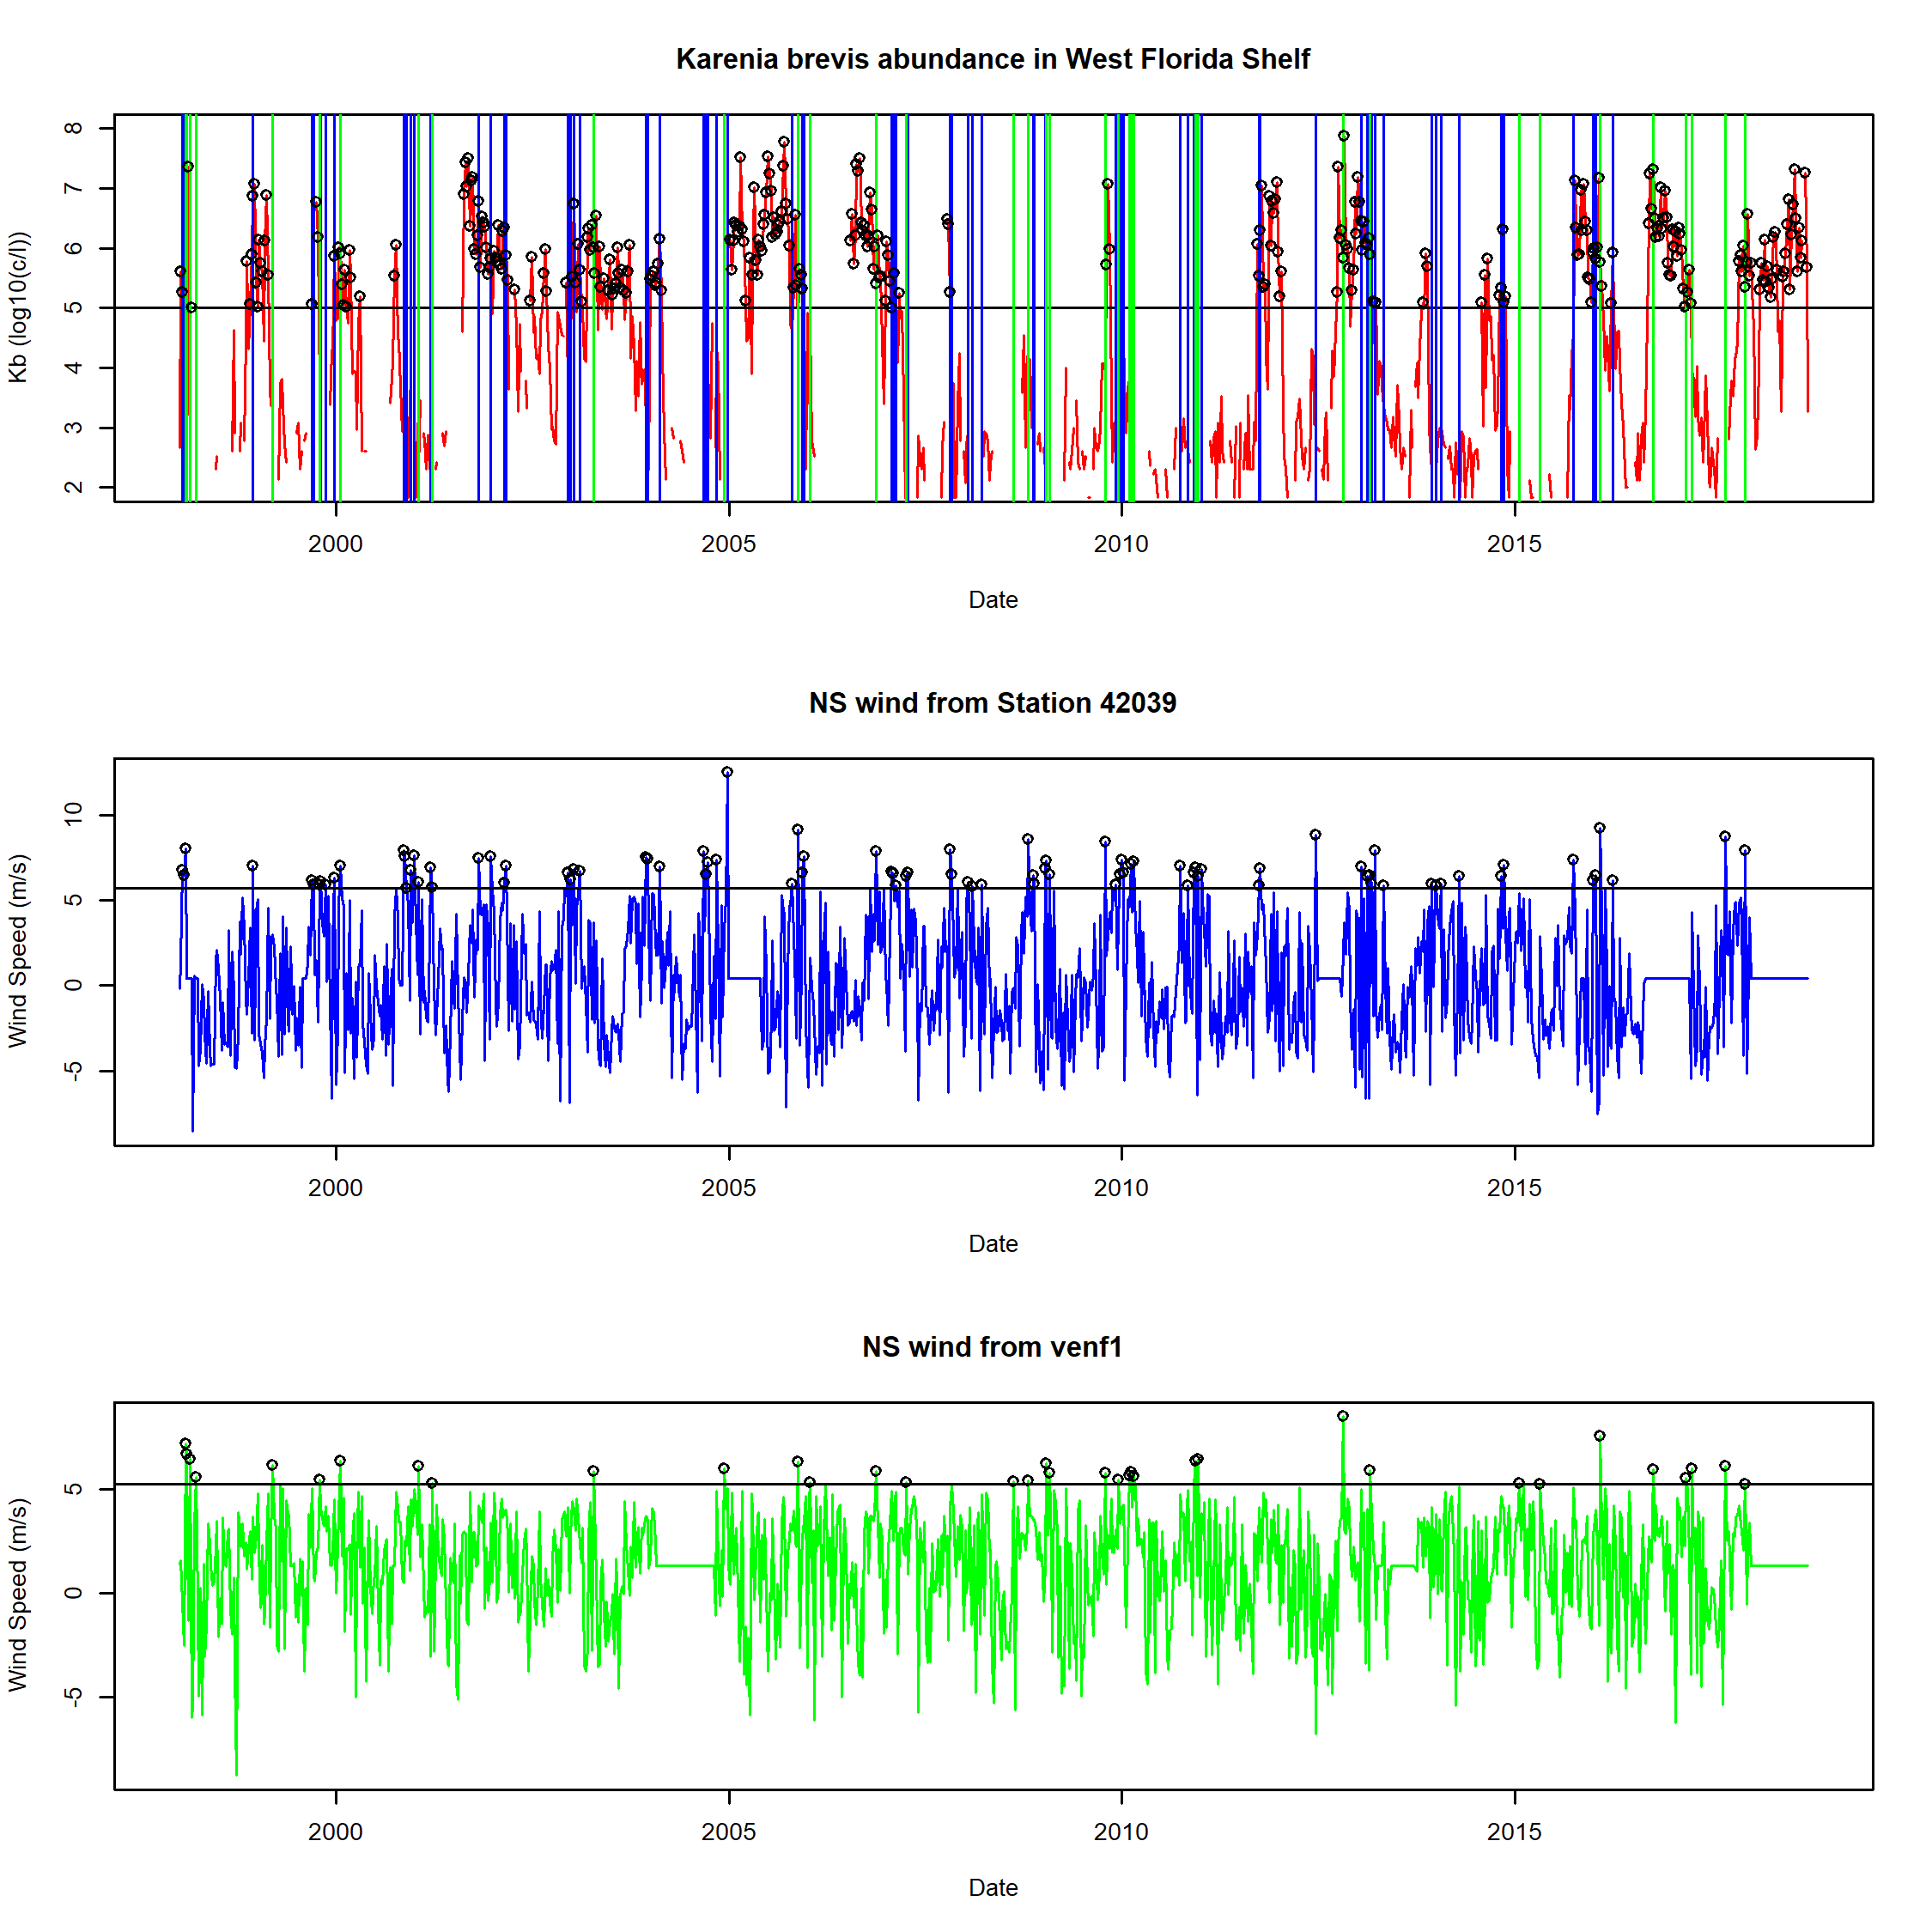 Karenia brevis abundance in West Florida Shelf
Kb (log10(c/l))
8
7
6
5
4
3
2
2000 2005 2010 2015
Date
NS wind from Station 42039
Wind Speed (m/s)
10
5
0
-5
2000 2005 2010 2015
Date
NS wind from venf1
Wind Speed (m/s)
5
0
-5
2000 2005 2010 2015
Date